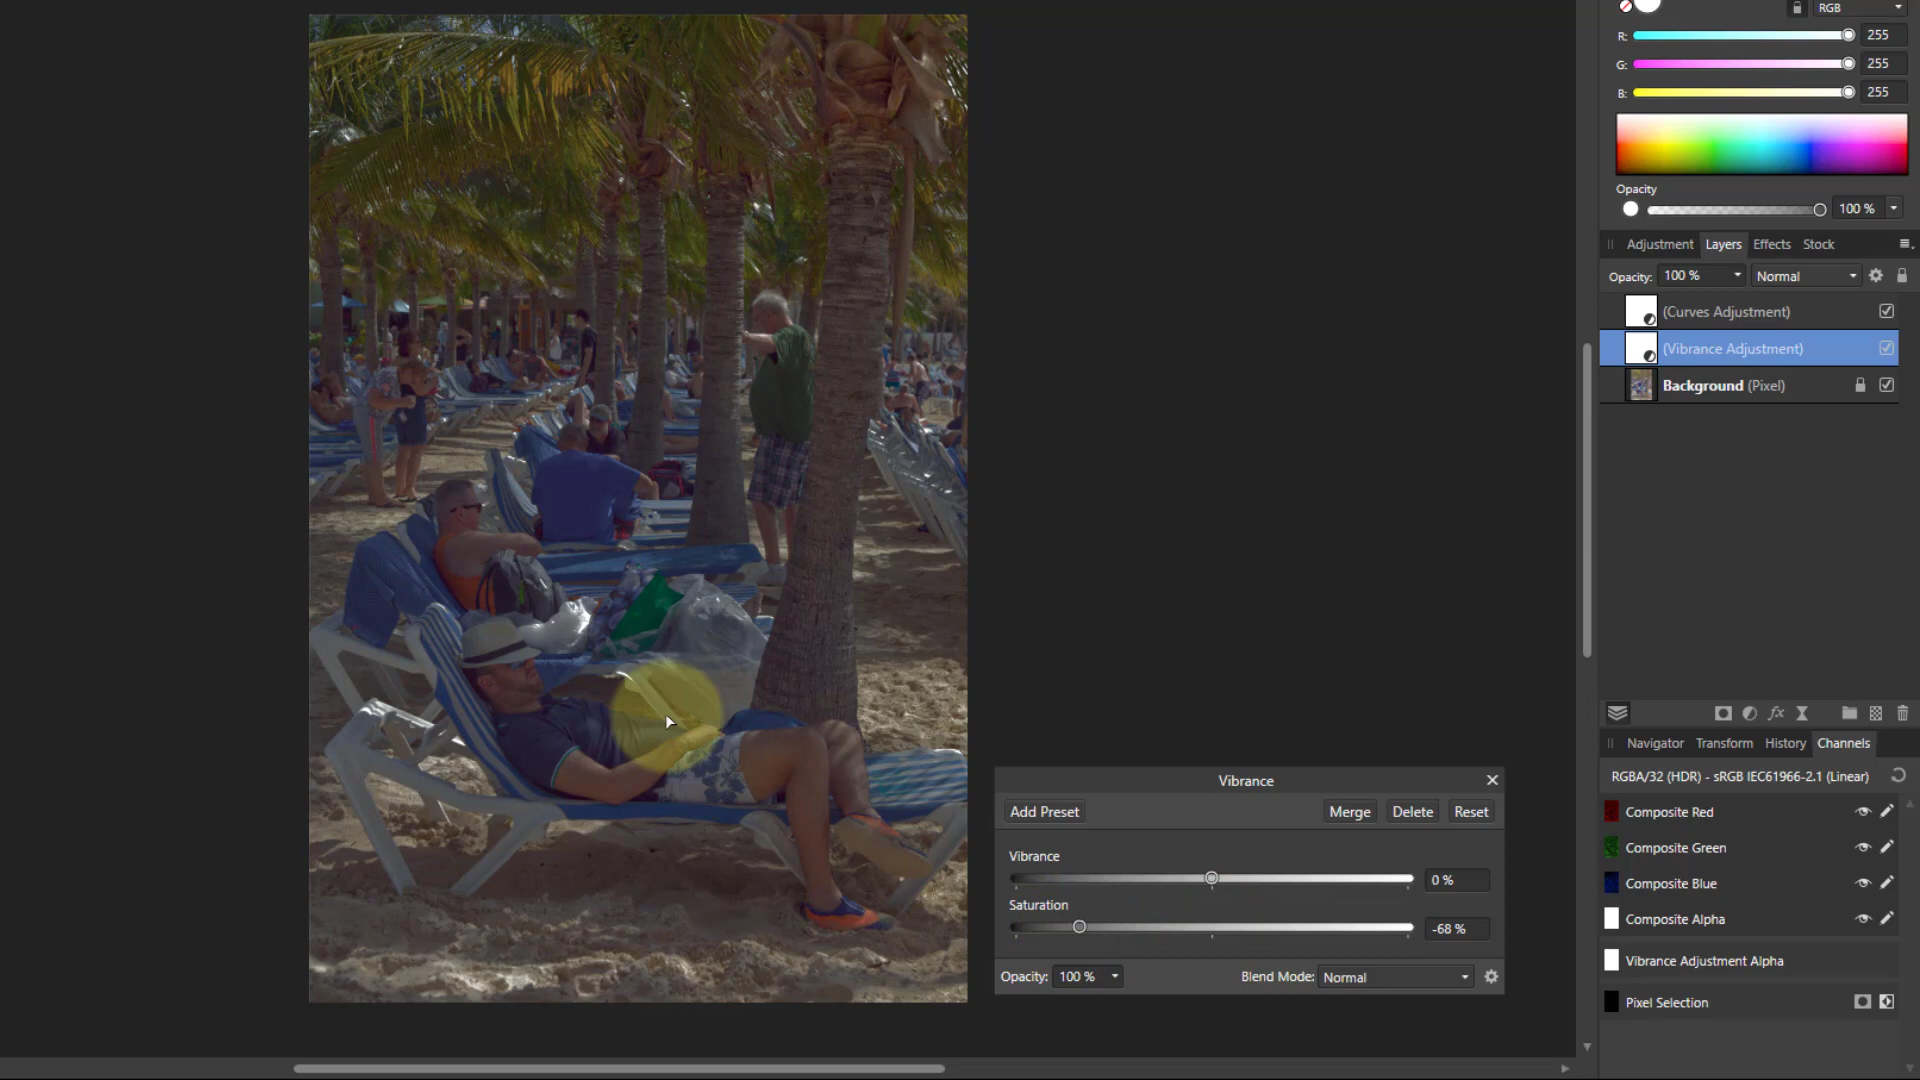 RGB
R: 255
G: 255
B: 255
Opacity
100 %
Adjustment Layers Effects Stock
Opacity: 100 % Normal
(Curves Adjustment)
(Vibrance Adjustment)
Background (Pixel)
fx
Navigator Transform History Channels
RGBA/32 (HDR) - sRGB IEC61966-2.1 (Linear)
Composite Red
Composite Green
Composite Blue
Composite Alpha
Vibrance Adjustment Alpha
Pixel Selection
Vibrance
Add Preset Merge Delete Reset
Vibrance
0 %
Saturation
-68 %
Opacity: 100 % Blend Mode: Normal